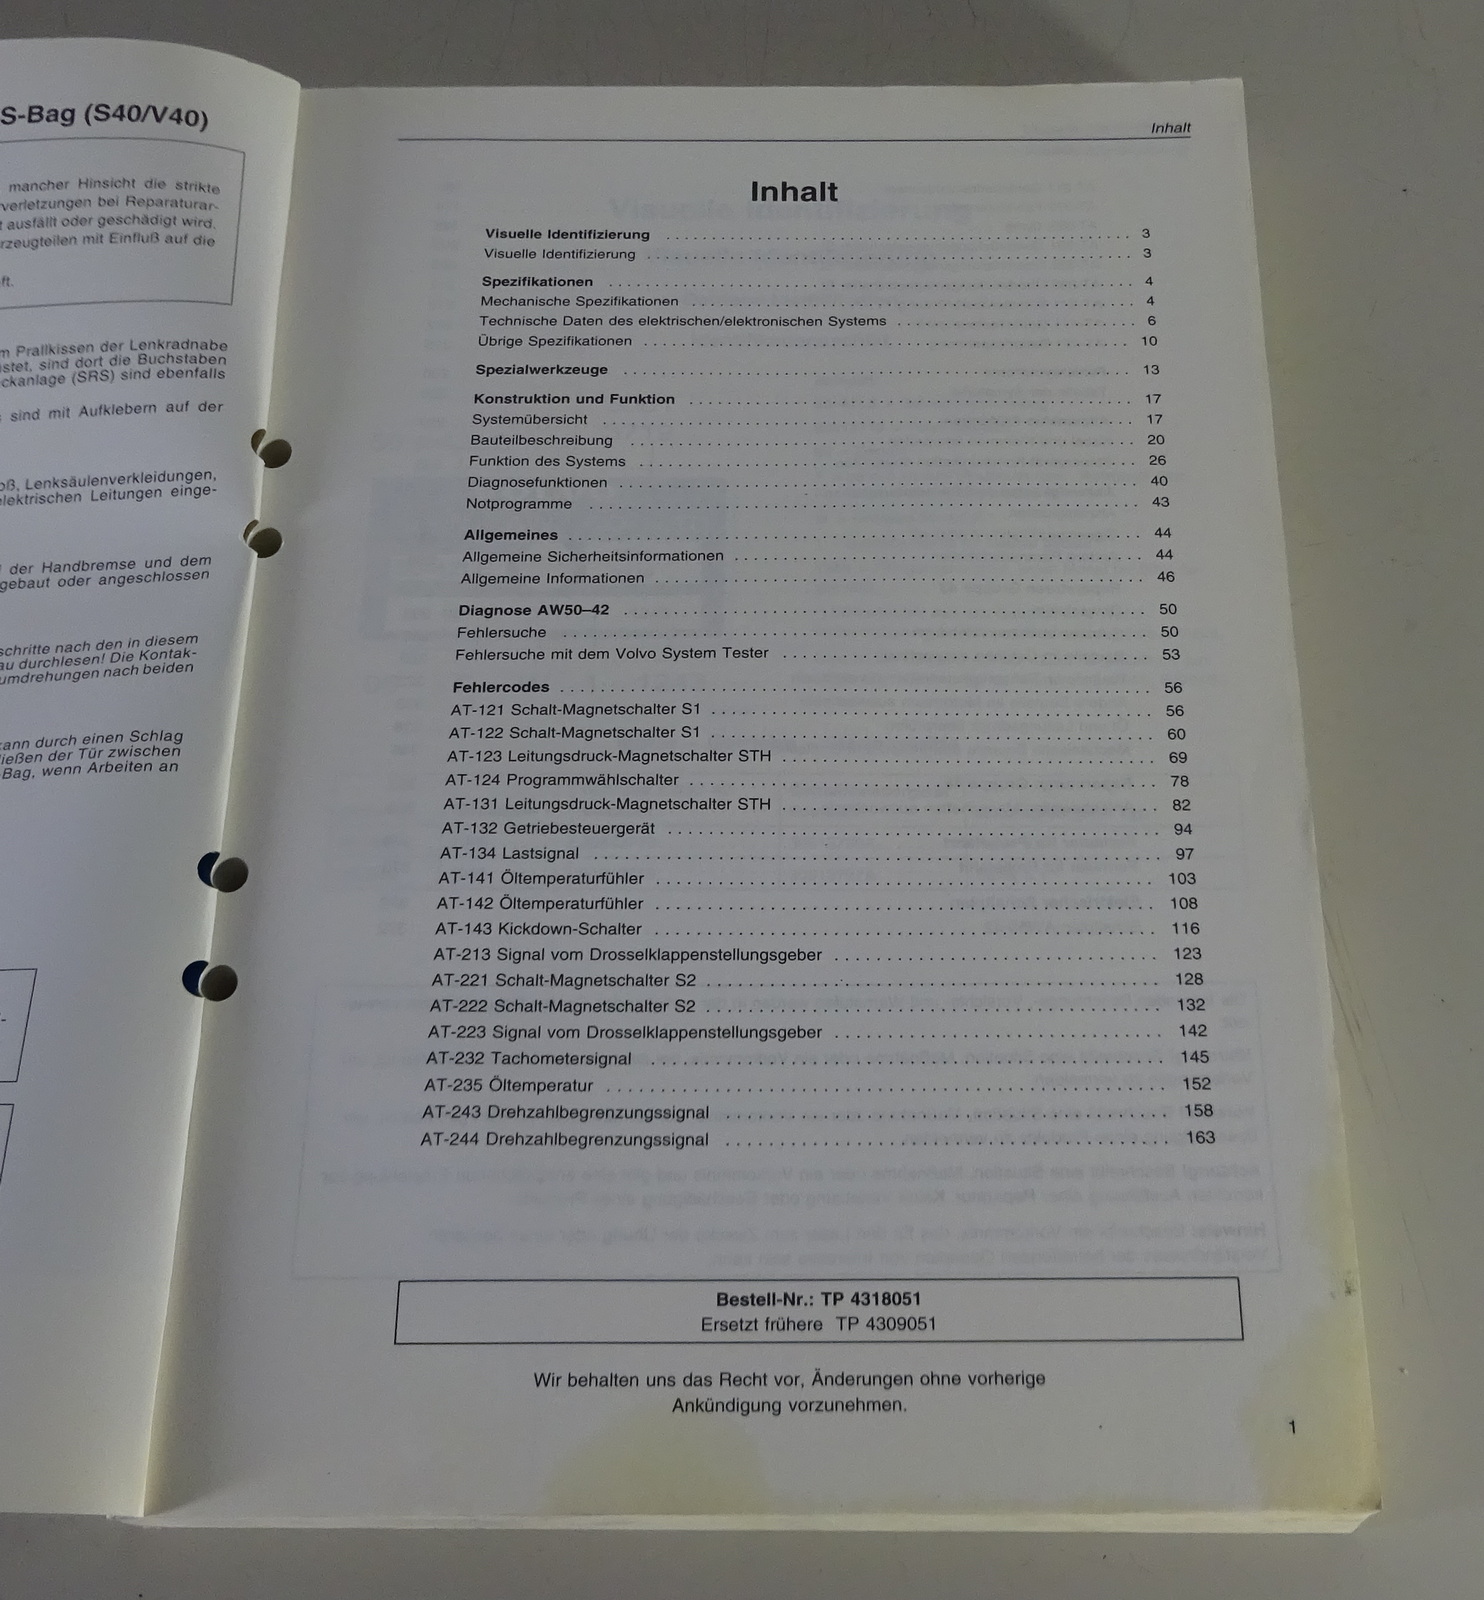 S-Bag (S40/V40)
mancher Hinsicht die strikte
verletzungen bei Reparaturar-
ausfällt oder geschädigt wird.
rzeugteilen mit Einfluß auf die
ft.
m Prallkissen der Lenkradnabe
stet, sind dort die Buchstaben
ckanlage (SRS) sind ebenfalls
sind mit Aufklebern auf der
oß, Lenksäulenverkleidungen,
elektrischen Leitungen einge-
der Handbremse und dem
gebaut oder angeschlossen
schritte nach den in diesem
au durchlesen! Die Kontak-
umdrehungen nach beiden
ann durch einen Schlag
ießen der Tür zwischen
-Bag, wenn Arbeiten an
Inhalt
Inhalt
Visuelle Identifizierung 3
Visuelle Identifizierung 3
Spezifikationen 4
Mechanische Spezifikationen 4
Technische Daten des elektrischen/elektronischen Systems 6
Übrige Spezifikationen 10
Spezialwerkzeuge 13
Konstruktion und Funktion 17
Systemübersicht 17
Bauteilbeschreibung 20
Funktion des Systems 26
Diagnosefunktionen 40
Notprogramme 43
Allgemeines 44
Allgemeine Sicherheitsinformationen 44
Allgemeine Informationen 46
Diagnose AW50–42 50
Fehlersuche 50
Fehlersuche mit dem Volvo System Tester 53
Fehlercodes 56
AT-121 Schalt-Magnetschalter S1 56
AT-122 Schalt-Magnetschalter S1 60
AT-123 Leitungsdruck-Magnetschalter STH 69
AT-124 Programmwählschalter 78
AT-131 Leitungsdruck-Magnetschalter STH 82
AT-132 Getriebesteuergerät 94
AT-134 Lastsignal 97
AT-141 Öltemperaturfühler 103
AT-142 Öltemperaturfühler 108
AT-143 Kickdown-Schalter 116
AT-213 Signal vom Drosselklappenstellungsgeber 123
AT-221 Schalt-Magnetschalter S2 128
AT-222 Schalt-Magnetschalter S2 132
AT-223 Signal vom Drosselklappenstellungsgeber 142
AT-232 Tachometersignal 145
AT-235 Öltemperatur 152
AT-243 Drehzahlbegrenzungssignal 158
AT-244 Drehzahlbegrenzungssignal 163
Bestell-Nr.: TP 4318051
Ersetzt frühere TP 4309051
Wir behalten uns das Recht vor, Änderungen ohne vorherige
Ankündigung vorzunehmen.
1